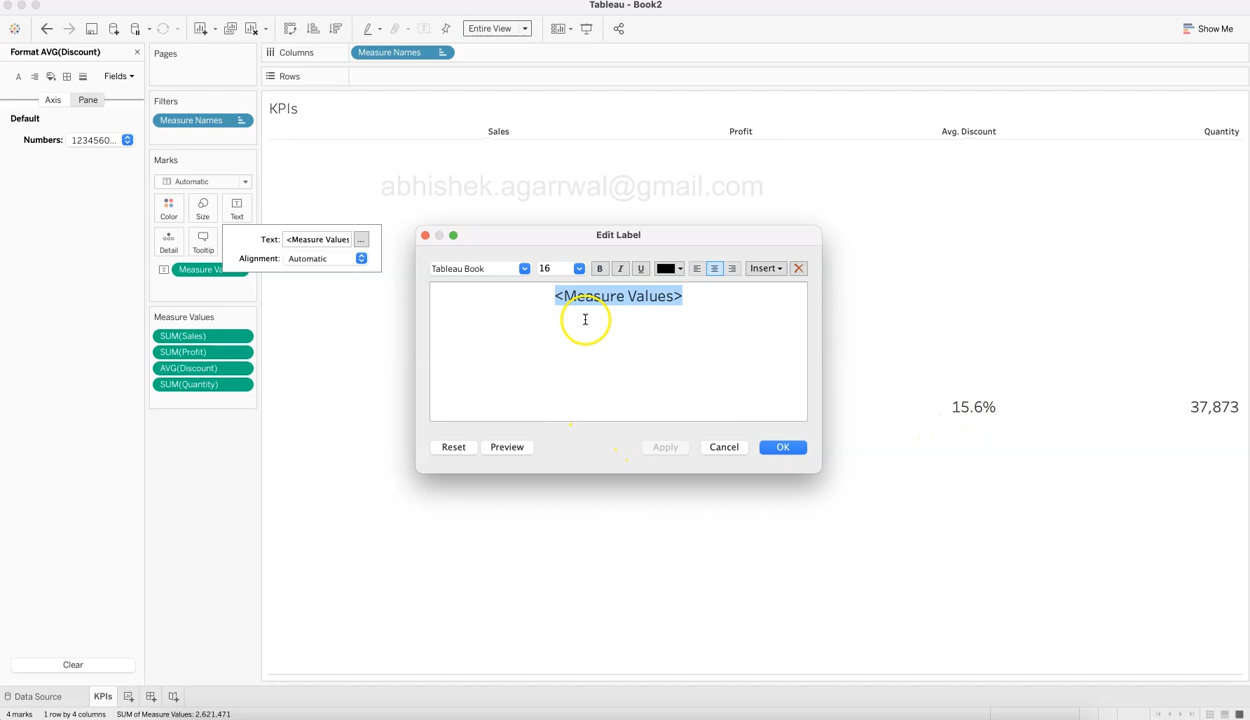 Tableau - Book2
Entire View
Show Me
Format AVG(Discount)
Fields
Axis Pane
Default
Numbers: 1234560...
Clear
Pages
Filters
Measure Names
Marks
Automatic
Color Size Text
Detail Tooltip
Measure Va
Text: <Measure Values
Alignment: Automatic
Measure Values
SUM(Sales)
SUM(Profit)
AVG(Discount)
SUM(Quantity)
Columns Measure Names
Rows
KPIs
Sales Profit Avg. Discount Quantity
abhishek.agarrwal@gmail.com
15.6% 37,873
Edit Label
Tableau Book 16 B I U Insert
<Measure Values>
Reset Preview Apply Cancel OK
Data Source KPIs
4 marks 1 row by 4 columns SUM of Measure Values: 2,621,471